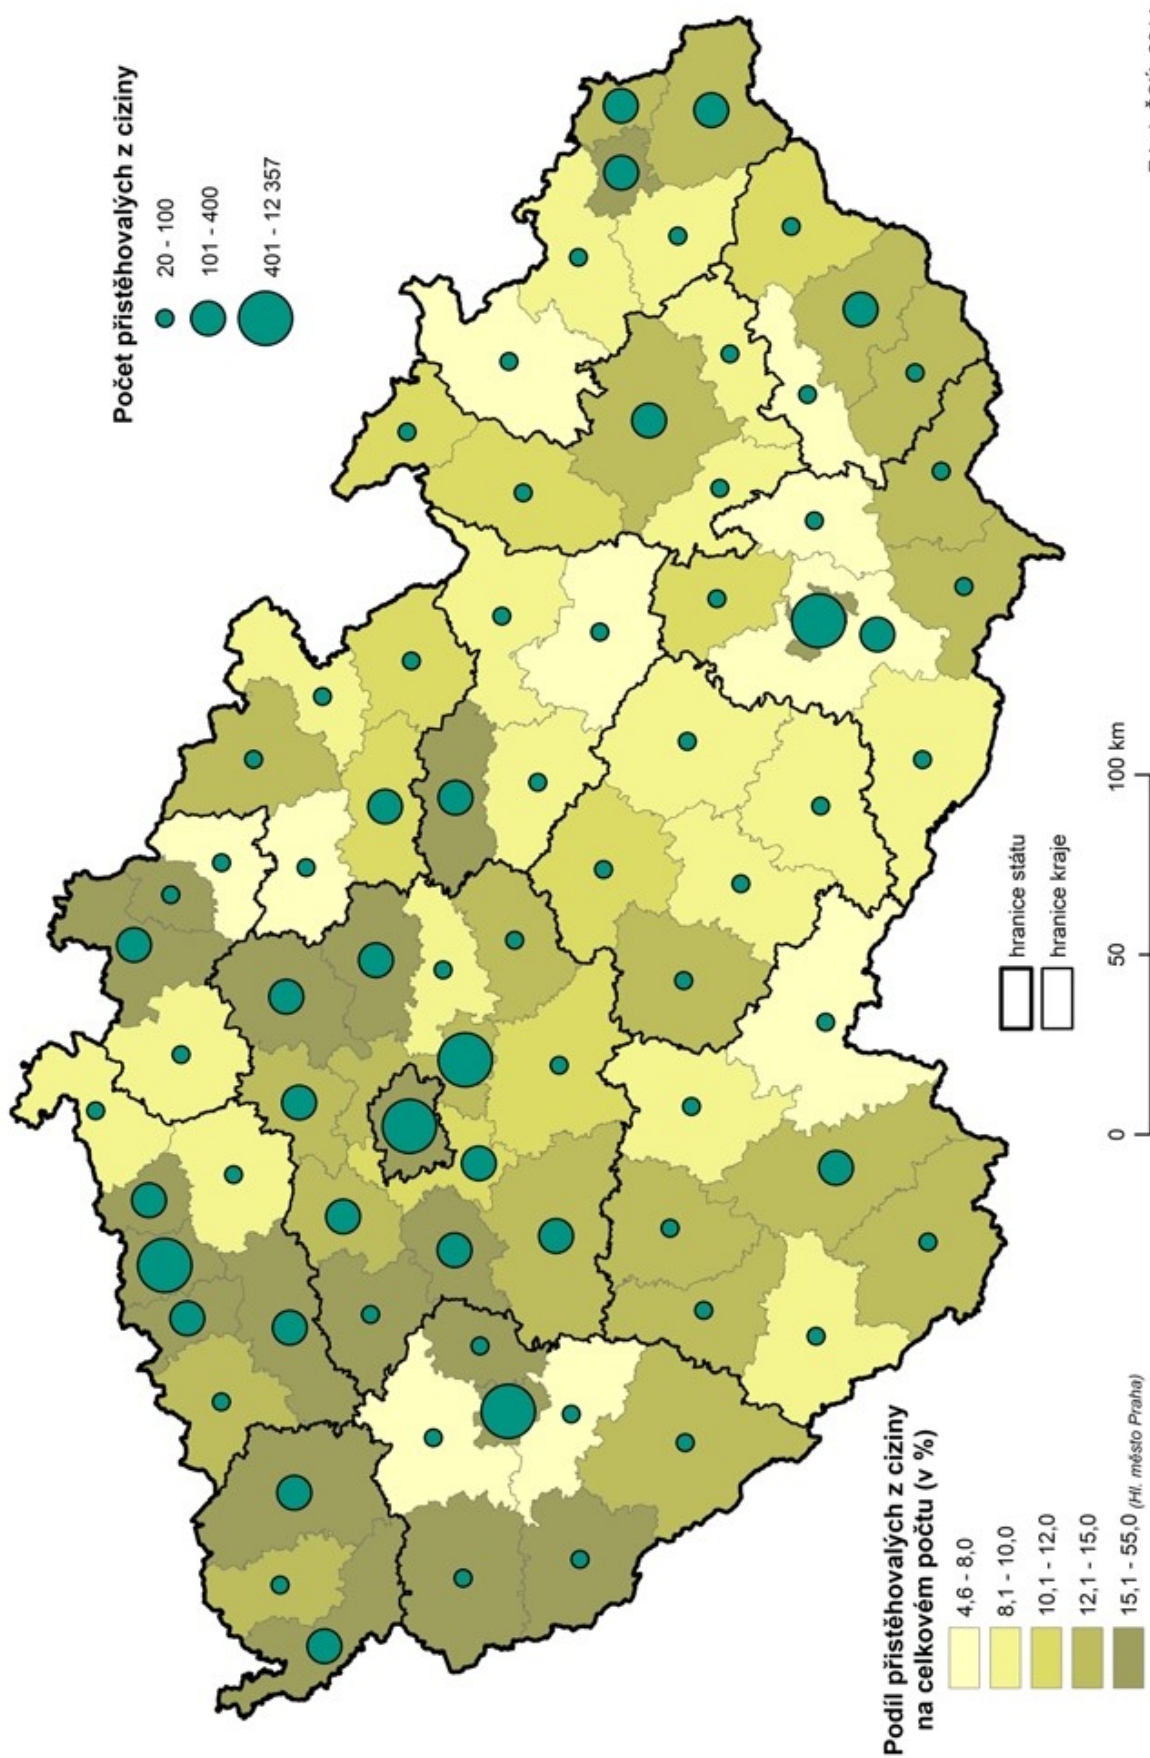 Počet přistěhovalých z ciziny
20 - 100
101 - 400
401 - 12 357
Podíl přistěhovalých z ciziny
na celkovém počtu (v %)
4,6 - 8,0
8,1 - 10,0
10,1 - 12,0
12,1 - 15,0
15,1 - 55,0 (Hl. město Praha)
hranice státu
hranice kraje
0 50 100 km